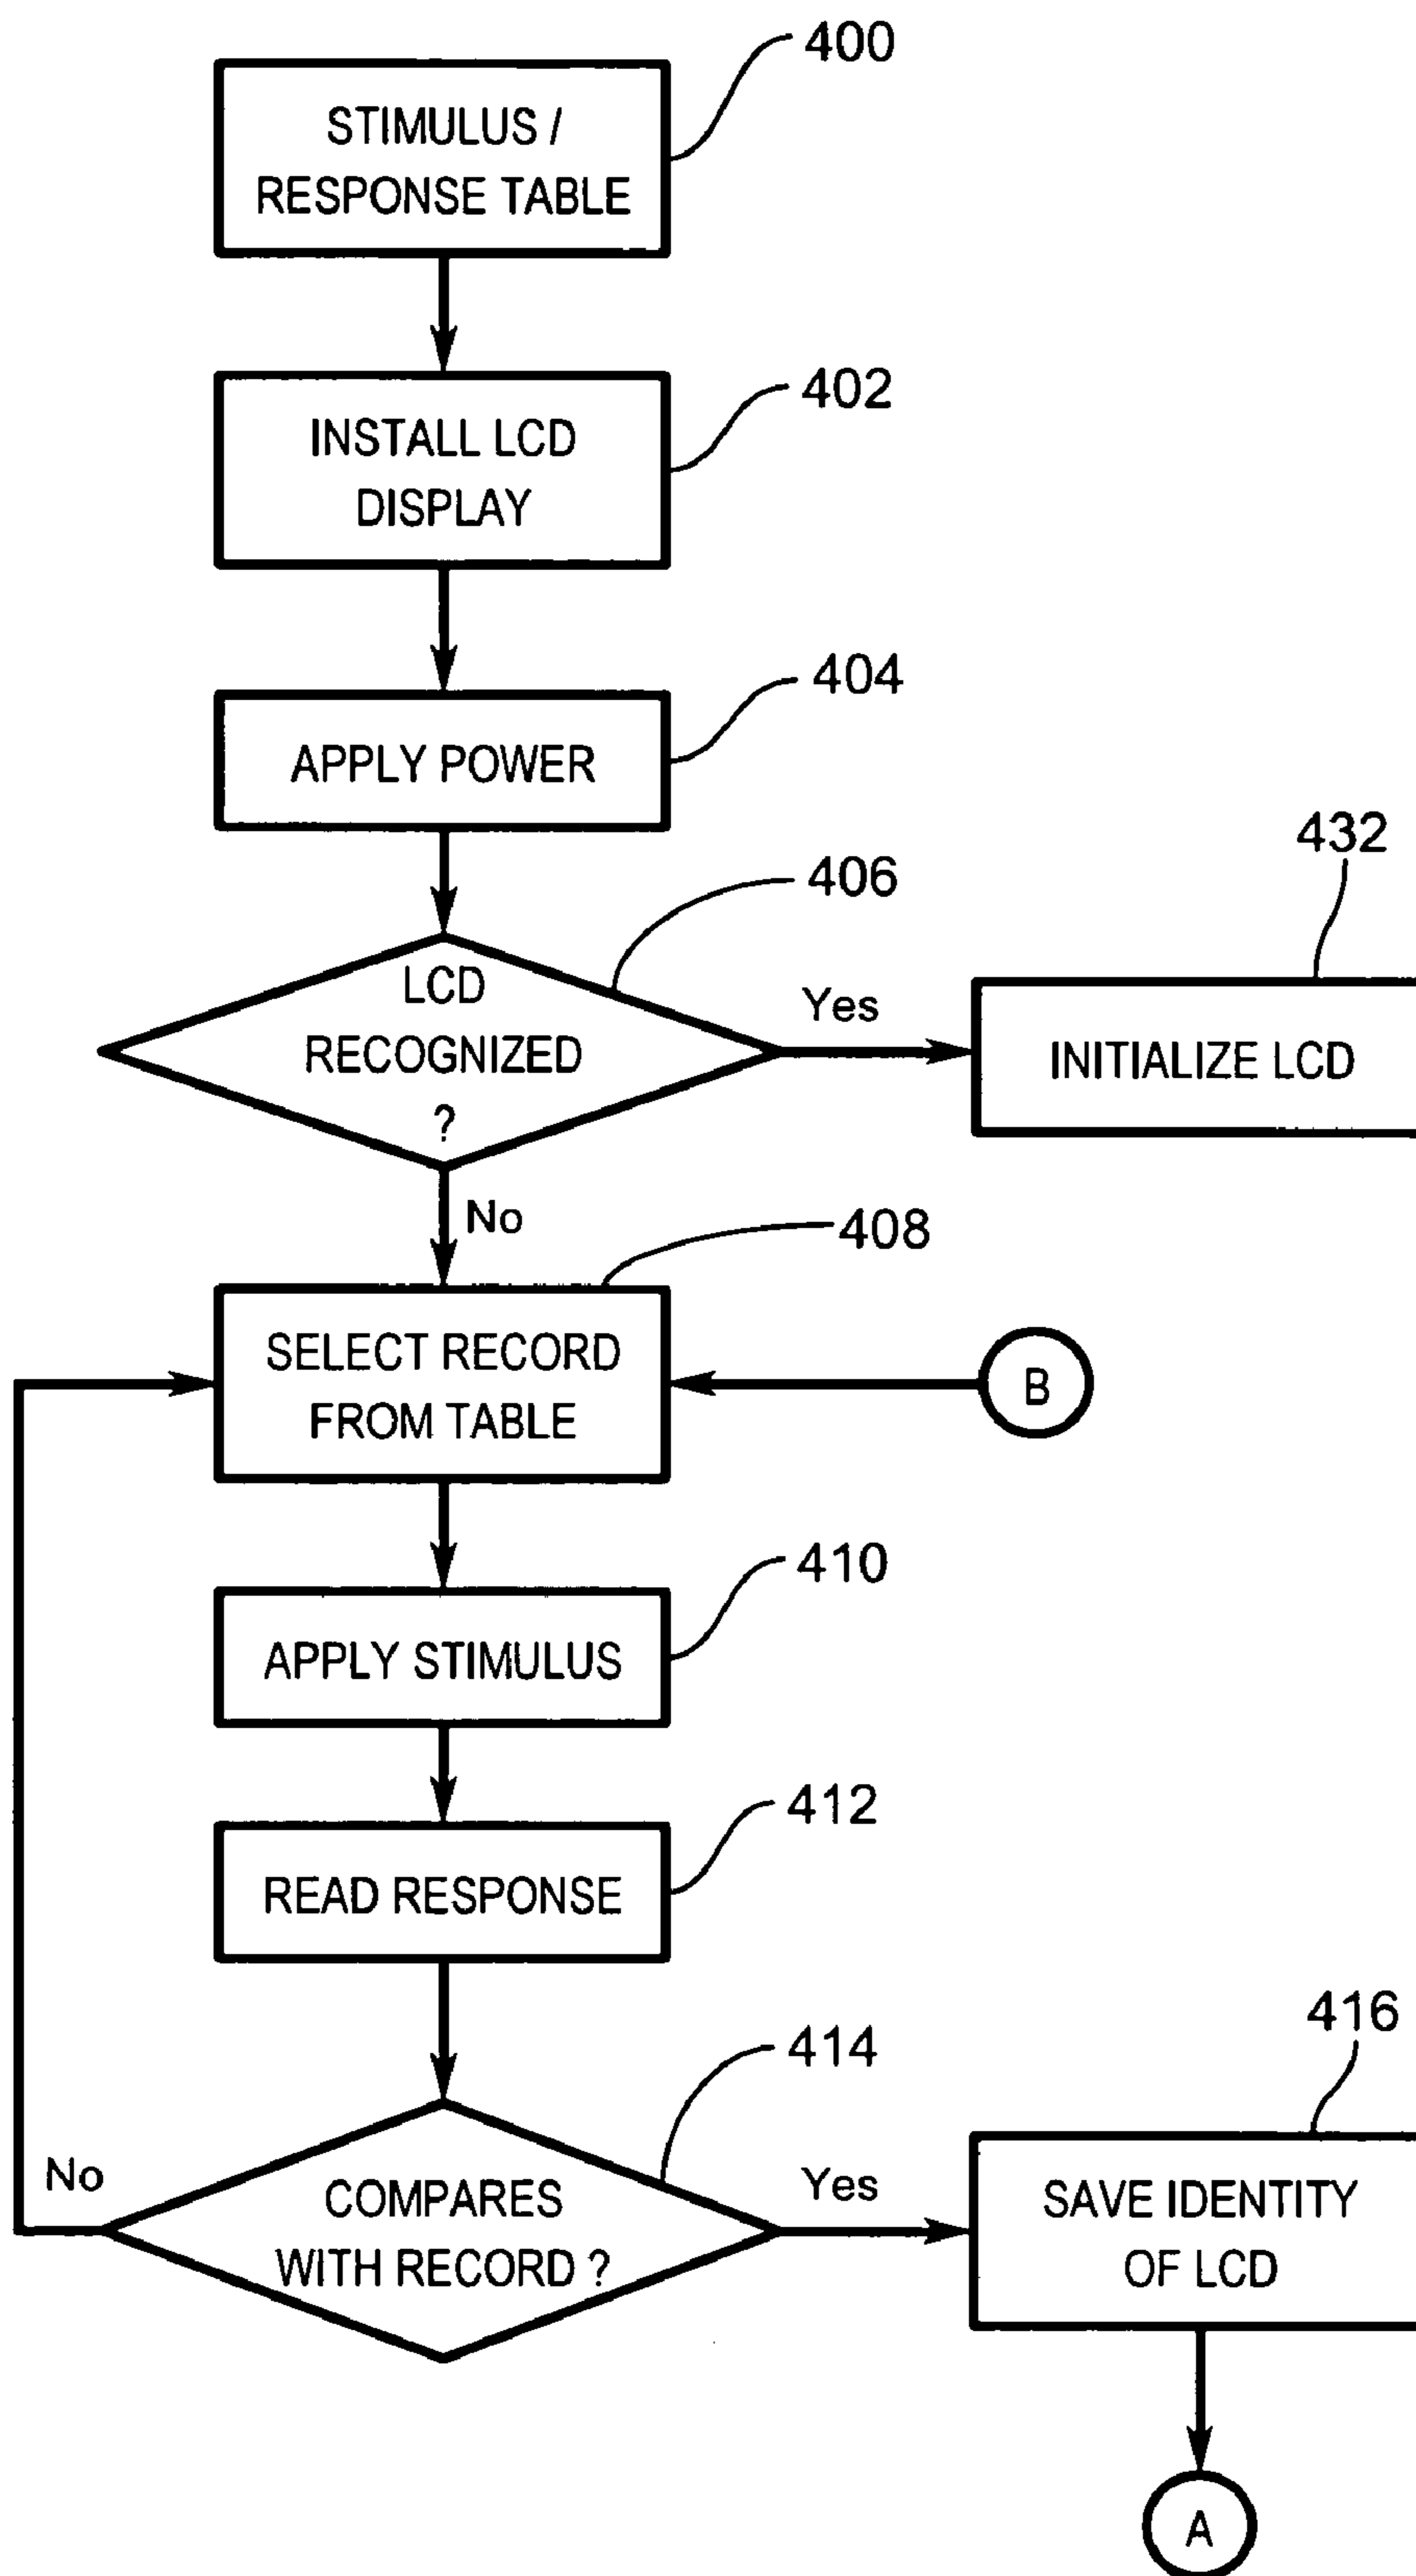 400
STIMULUS /
RESPONSE TABLE
402
INSTALL LCD
DISPLAY
404
APPLY POWER
406
LCD
RECOGNIZED
?
Yes
432
INITIALIZE LCD
No
408
SELECT RECORD
FROM TABLE
B
410
APPLY STIMULUS
412
READ RESPONSE
414
COMPARES
WITH RECORD ?
No
Yes
416
SAVE IDENTITY
OF LCD
A